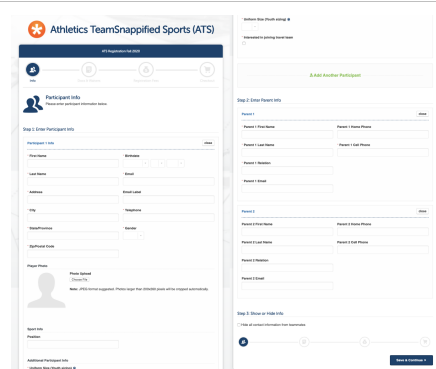 Athletics TeamSnappified Sports (ATS)
ATS Registration Feb 2020
Info
Participant Info
Please enter participant information below.
Step 1: Enter Participant Info
Participant 1 Info
close
* First Name
* Birthdate
* Last Name
* Email
* Address
Email Label
* City
* Telephone
* State/Province
* Gender
* Zip/Postal Code
Player Photo
Photo Upload
Choose File
Note: JPEG format suggested. Photos larger than 200x200 pixels will be cropped automatically.
Sport Info
Position
Additional Participant Info
* Uniform Size (Youth sizing)
* Uniform Size (Youth sizing)
* Interested in joining travel team
Add Another Participant
Step 2: Enter Parent Info
Parent 1
close
* Parent 1 First Name
* Parent 1 Home Phone
* Parent 1 Last Name
* Parent 1 Cell Phone
* Parent 1 Relation
* Parent 1 Email
Parent 2
close
Parent 2 First Name
Parent 2 Home Phone
Parent 2 Last Name
Parent 2 Cell Phone
Parent 2 Relation
Parent 2 Email
Step 3: Show or Hide Info
Hide all contact information from teammates
Save & Continue »